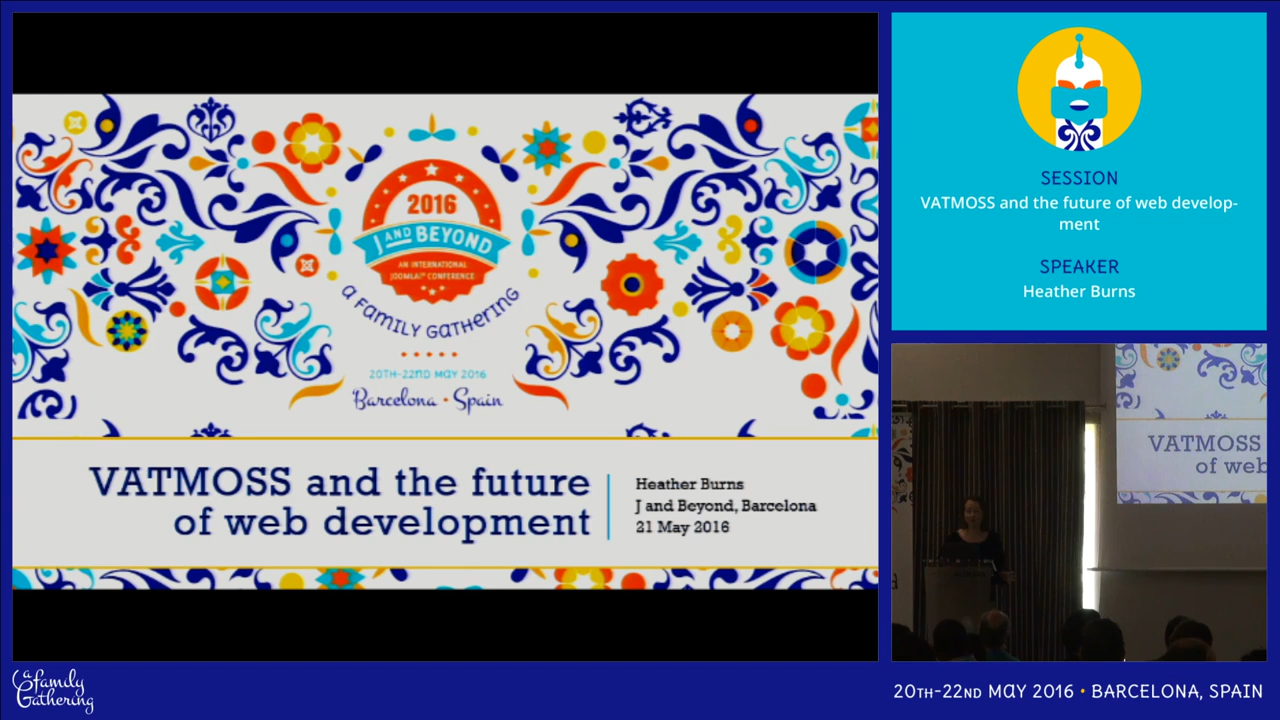 2016
J AND BEYOND
AN INTERNATIONAL
JOOMLA!™ CONFERENCE
a FAMILY GATHERING
20TH-22ND MAY 2016
Barcelona • Spain
VATMOSS and the future
of web development
Heather Burns
J and Beyond, Barcelona
21 May 2016
SESSION
VATMOSS and the future of web develop-
ment
SPEAKER
Heather Burns
VATMOSS
of web
a family
Gathering
20TH-22ND MAY 2016 • BARCELONA, SPAIN